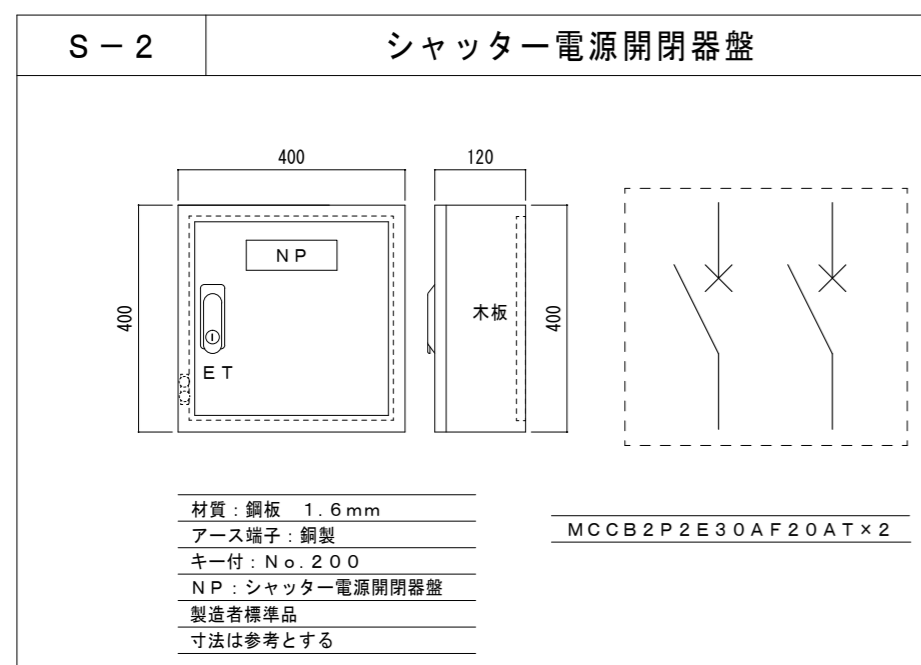 S－2
シャッター電源開閉器盤
400
120
400
NP
ET
木板
400
材質：鋼板　1.6mm
アース端子：銅製
キー付：No.200
NP：シャッター電源開閉器盤
製造者標準品
寸法は参考とする
MCCB2P2E30AF20AT×2